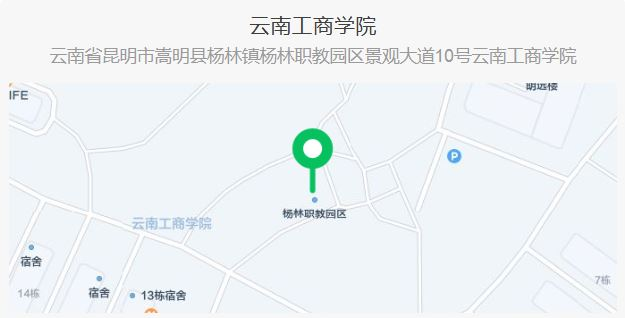 云南工商学院
云南省昆明市嵩明县杨林镇杨林职教园区景观大道10号云南工商学院
IFE
明远楼
P
杨林职教园区
云南工商学院
宿舍
宿舍
7栋
14栋
13栋宿舍